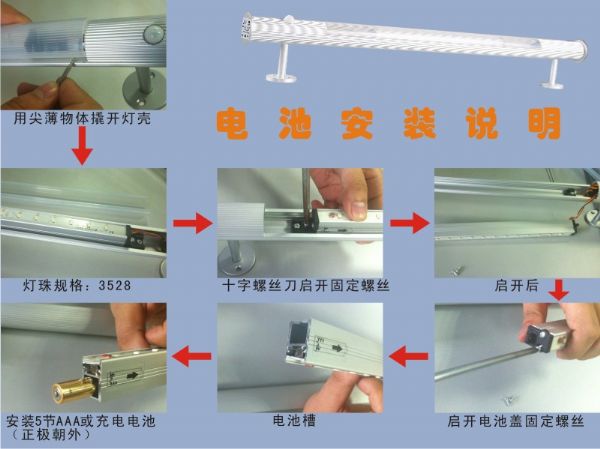 电池安装说明
用尖薄物体撬开灯壳
灯珠规格：3528
十字螺丝刀启开固定螺丝
启开后
启开电池盖固定螺丝
电池槽
安装5节AAA或充电电池
（正极朝外）